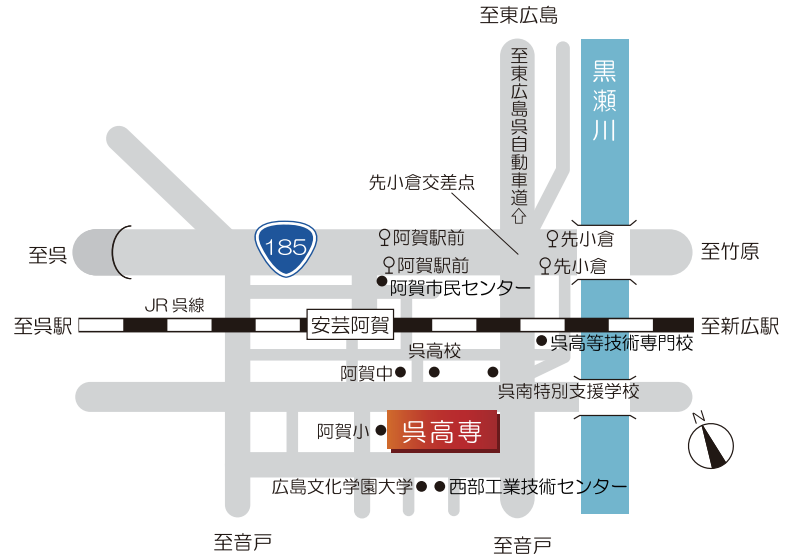 至東広島
至東広島呉自動車道
黒瀬川
先小倉交差点
185
阿賀駅前
先小倉
至呉
至竹原
阿賀駅前
先小倉
阿賀市民センター
JR呉線
至呉駅
安芸阿賀
至新広駅
呉高等技術専門校
呉高校
阿賀中
呉南特別支援学校
N
阿賀小
呉高専
広島文化学園大学
西部工業技術センター
至音戸
至音戸